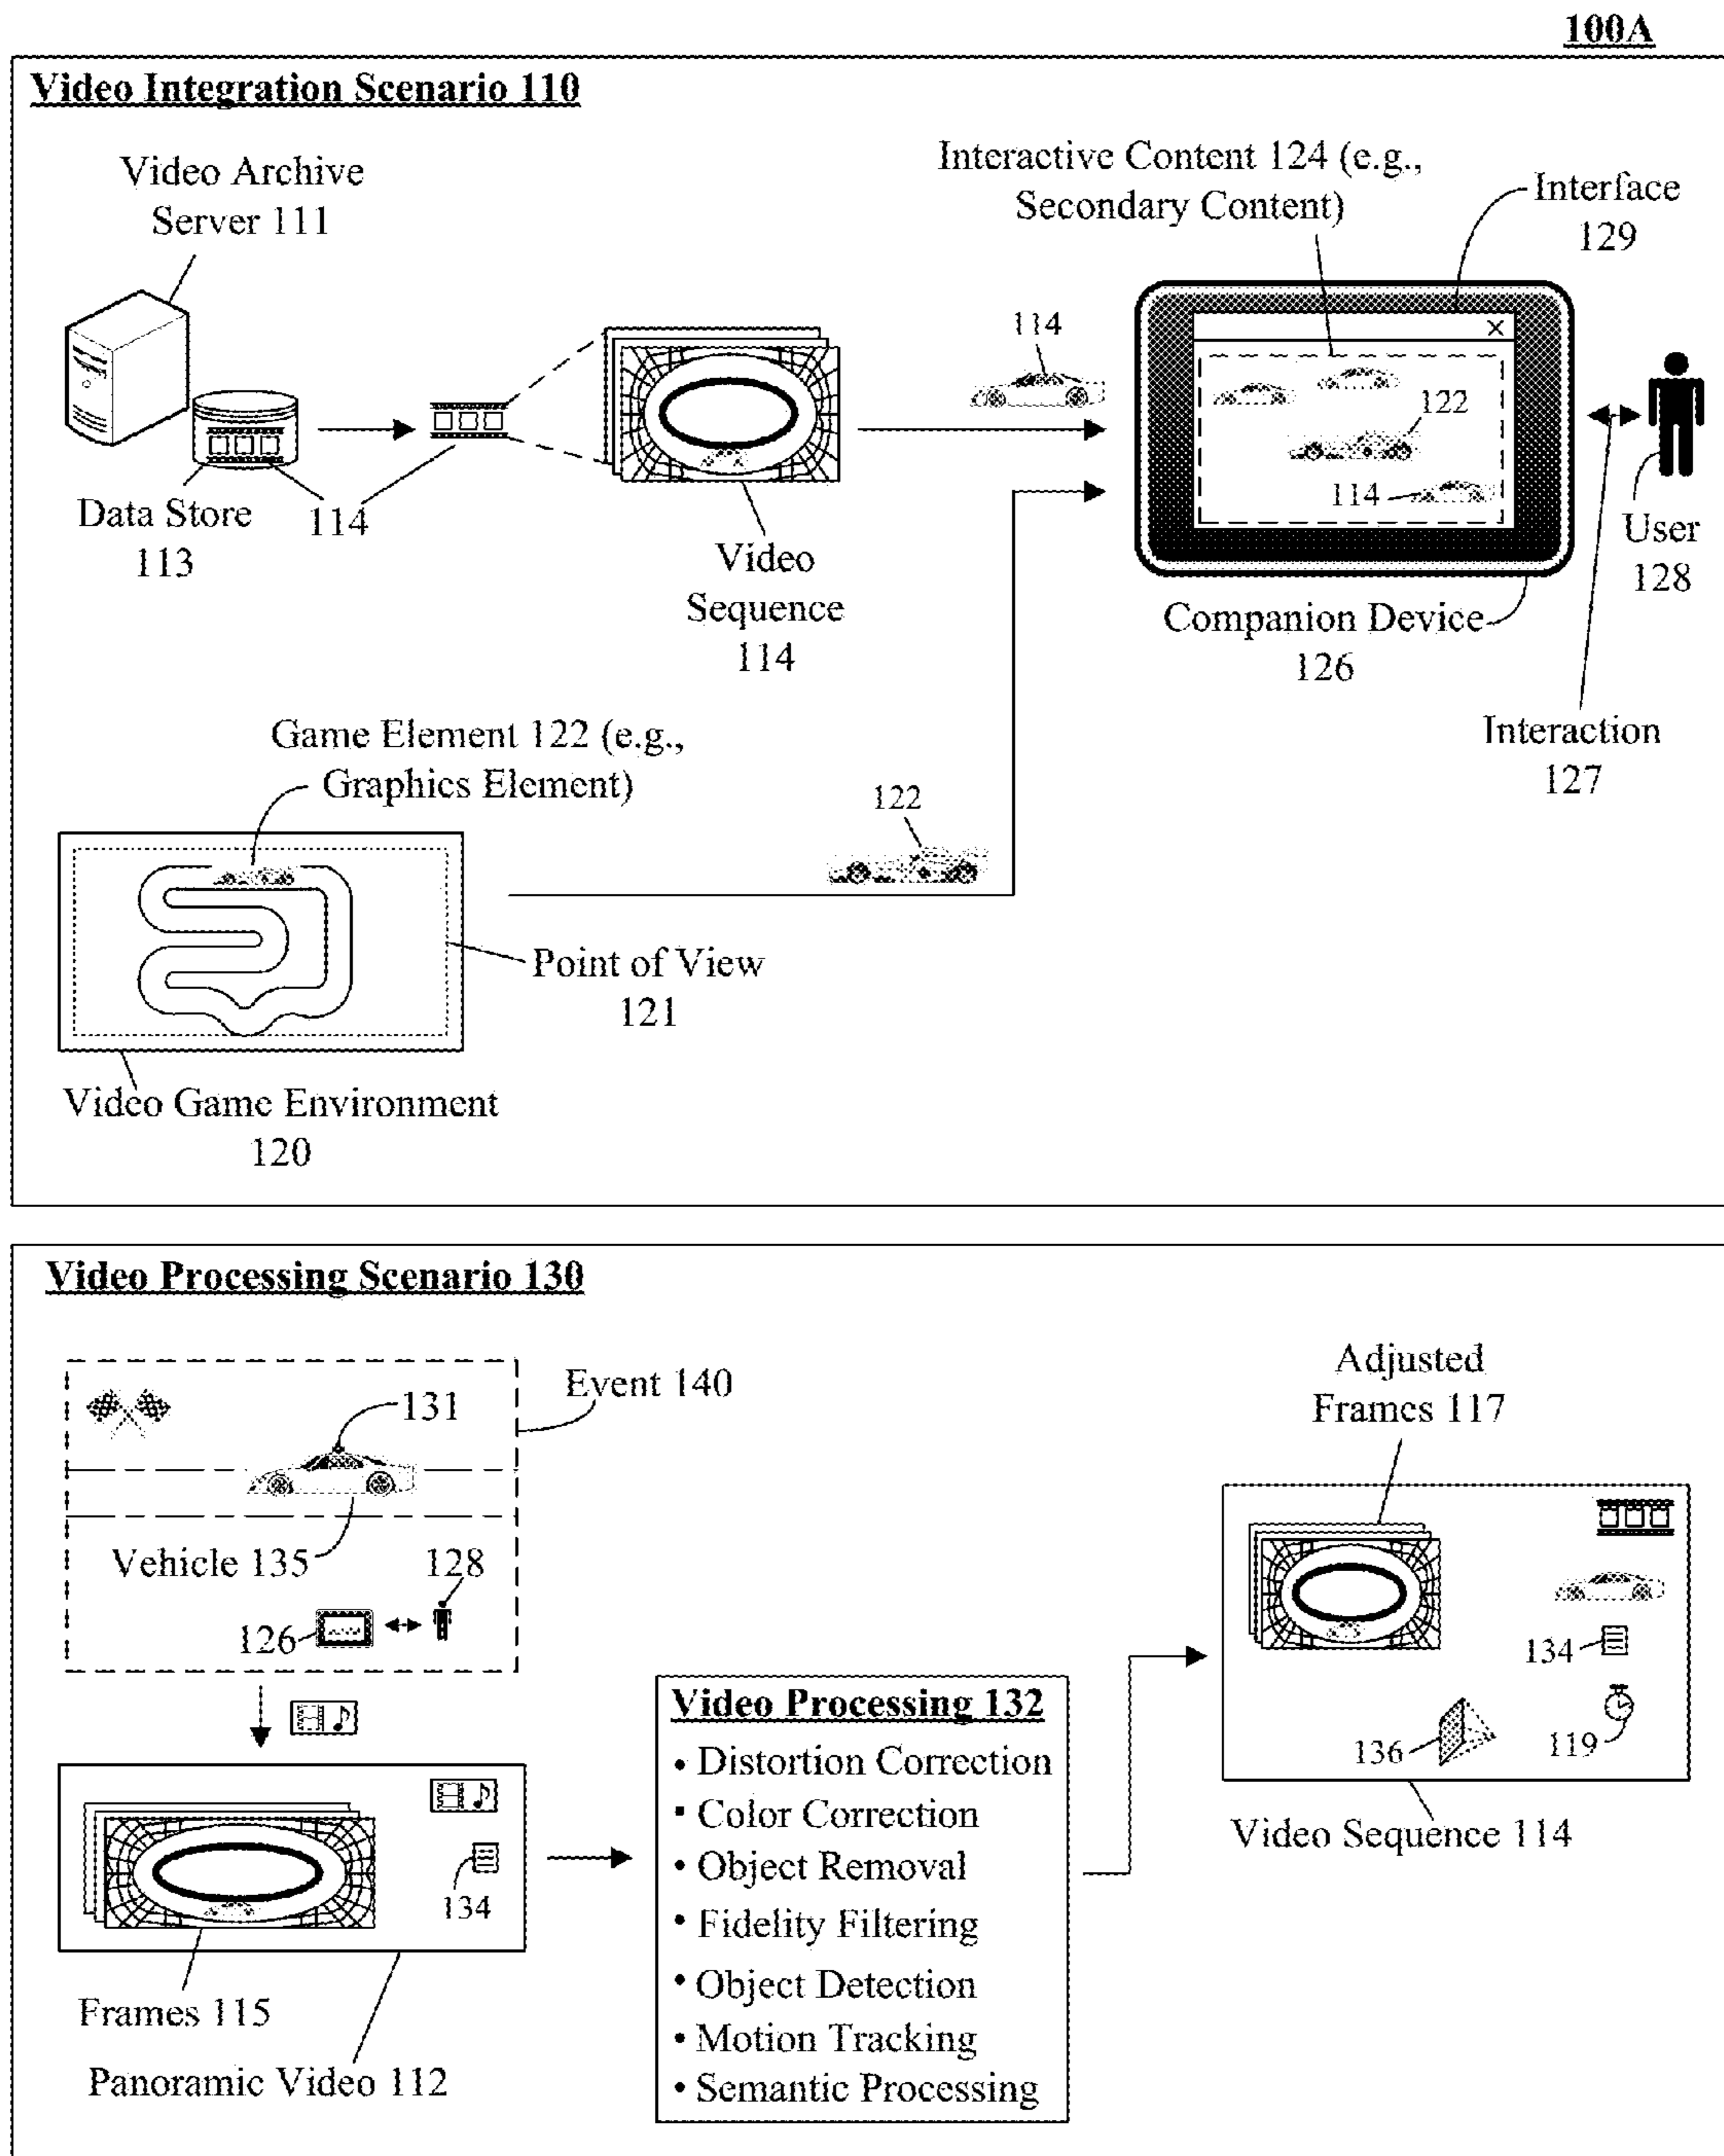 100A
Video Integration Scenario 110
Video Archive
Server 111
Data Store
113
114
Video
Sequence
114
114
Interactive Content 124 (e.g.,
Secondary Content)
Interface
129
X
122
114
User
128
Companion Device
126
Interaction
127
Game Element 122 (e.g.,
Graphics Element)
122
Point of View
121
Video Game Environment
120
Video Processing Scenario 130
Event 140
131
Vehicle 135
128
126
134
Frames 115
Panoramic Video 112
Video Processing 132
• Distortion Correction
• Color Correction
• Object Removal
• Fidelity Filtering
• Object Detection
• Motion Tracking
• Semantic Processing
Adjusted
Frames 117
134
136
119
Video Sequence 114